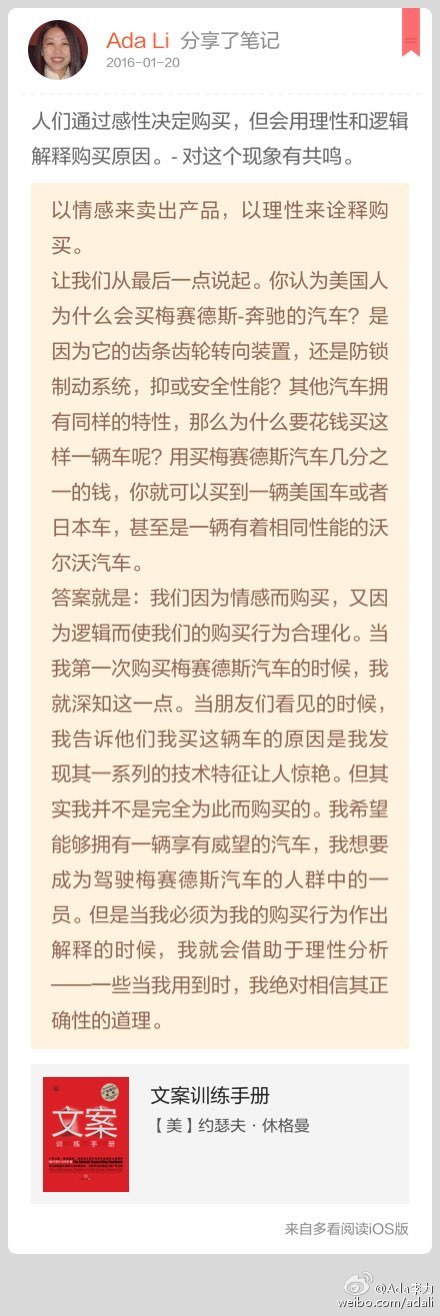 Ada Li 分享了笔记
2016-01-20
人们通过感性决定购买，但会用理性和逻辑
解释购买原因。- 对这个现象有共鸣。
以情感来卖出产品，以理性来诠释购
买。
让我们从最后一点说起。你认为美国人
为什么会买梅赛德斯-奔驰的汽车？是
因为它的齿条齿轮转向装置，还是防锁
制动系统，抑或安全性能？其他汽车拥
有同样的特性，那么为什么要花钱买这
样一辆车呢？用买梅赛德斯汽车几分之
一的钱，你就可以买到一辆美国车或者
日本车，甚至是一辆有着相同性能的沃
尔沃汽车。
答案就是：我们因为情感而购买，又因
为逻辑而使我们的购买行为合理化。当
我第一次购买梅赛德斯汽车的时候，我
就深知这一点。当朋友们看见的时候，
我告诉他们我买这辆车的原因是我发
现其一系列的技术特征让人惊艳。但其
实我并不是完全为此而购买的。我希望
能够拥有一辆享有威望的汽车，我想要
成为驾驶梅赛德斯汽车的人群中的一
员。但是当我必须为我的购买行为作出
解释的时候，我就会借助于理性分析
——一些当我用到时，我绝对相信其正
确性的道理。
文案
训练手册
文案训练手册
【美】约瑟夫·休格曼
来自多看阅读iOS版
@Ada李力
weibo.com/adali